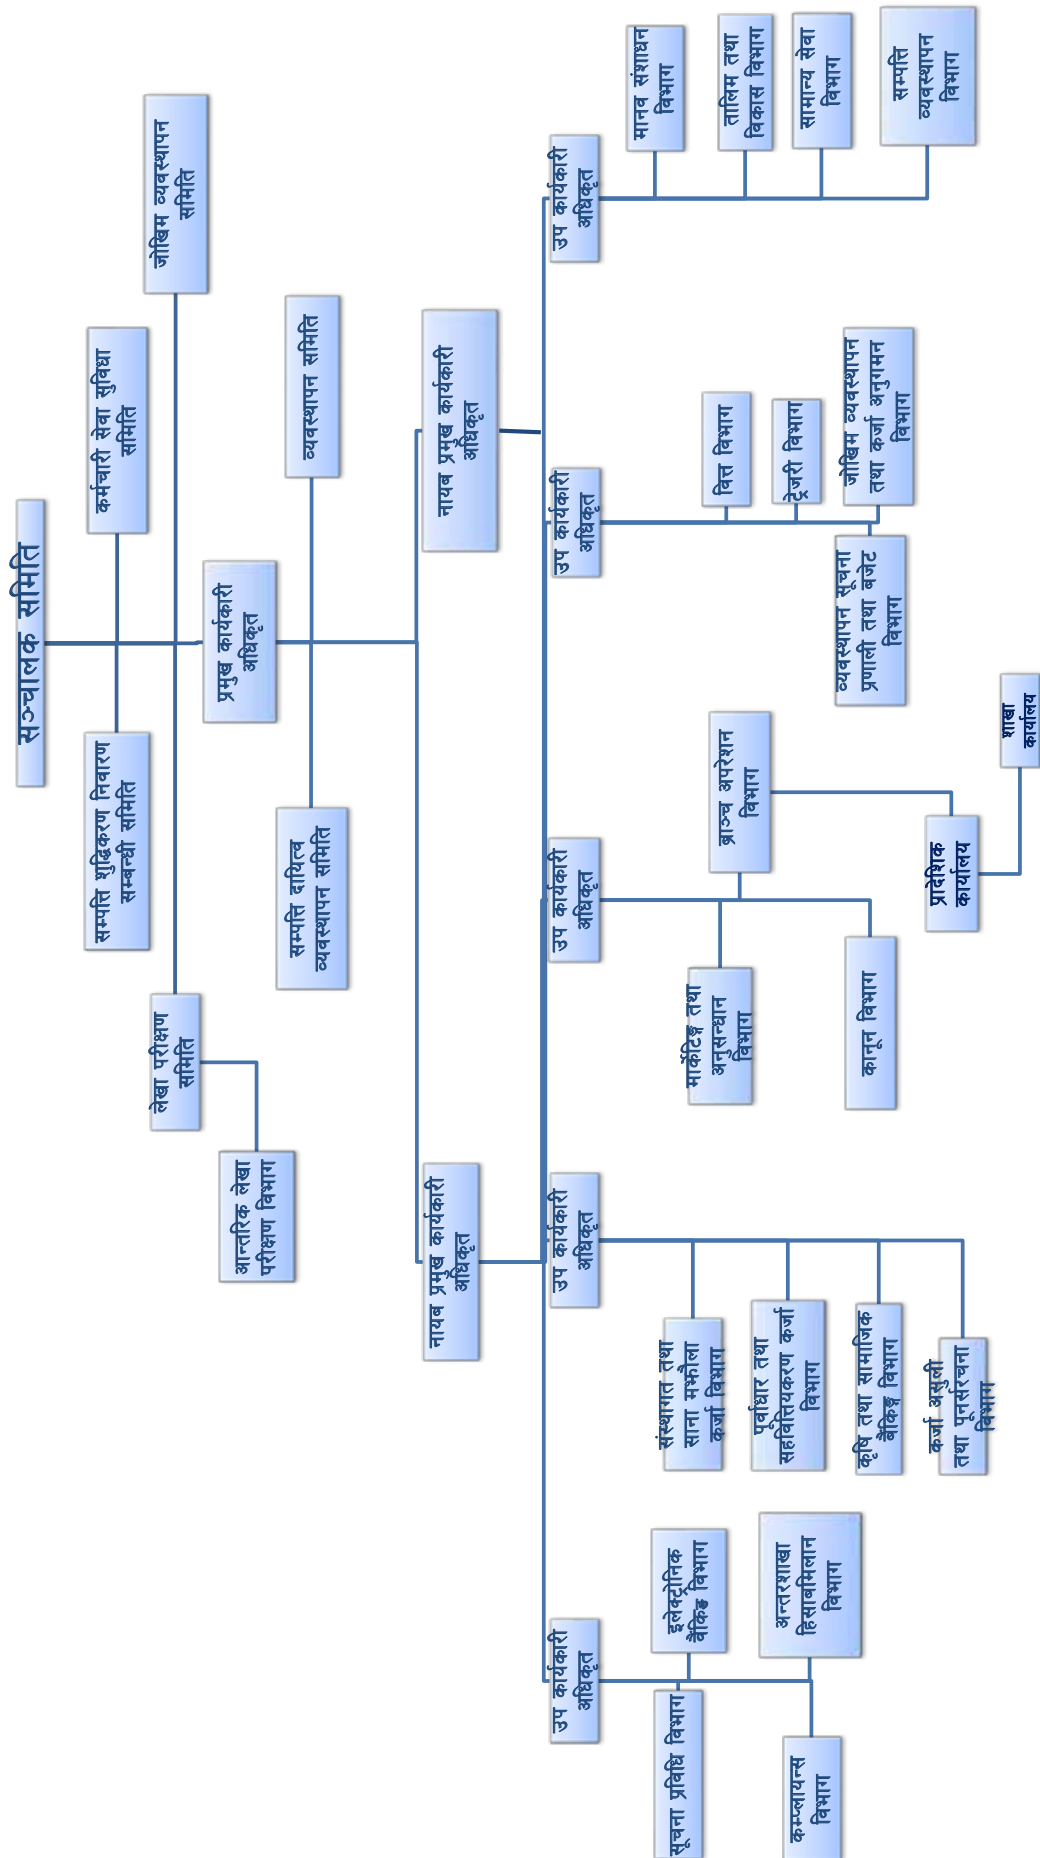 सञ्चालक समिति
सम्पत्ति शुद्धिकरण निवारण
सम्बन्धी समिति
कर्मचारी सेवा सुविधा
समिति
लेखा परीक्षण
समिति
जोखिम व्यवस्थापन
समिति
आन्तरिक लेखा
परीक्षण विभाग
प्रमुख कार्यकारी
अधिकृत
सम्पत्ति दायित्व
व्यवस्थापन समिति
व्यवस्थापन समिति
नायब प्रमुख कार्यकारी
अधिकृत
नायब प्रमुख कार्यकारी
अधिकृत
उप कार्यकारी
अधिकृत
उप कार्यकारी
अधिकृत
उप कार्यकारी
अधिकृत
उप कार्यकारी
अधिकृत
उप कार्यकारी
अधिकृत
सूचना प्रविधि विभाग
इलेक्ट्रोनिक
बैंकिङ विभाग
कम्प्लायन्स
विभाग
अन्तरशाखा
हिसाबमिलान
विभाग
संस्थागत तथा
साना मझौला
कर्जा विभाग
पूर्वाधार तथा
सहवित्तियकरण कर्जा
विभाग
कृषि तथा सामाजिक
बैंकिङ्ग विभाग
कर्जा असुली
तथा पुनर्संरचना
विभाग
मार्केटिङ्ग तथा
अनुसन्धान
विभाग
ब्राञ्च अपरेशन
विभाग
कानून विभाग
प्रादेशिक
कार्यालय
शाखा
कार्यालय
वित्त विभाग
ट्रेजरी विभाग
व्यवस्थापन सूचना
प्रणाली तथा बजेट
विभाग
जोखिम व्यवस्थापन
तथा कर्जा अनुगमन
विभाग
मानव संशाधन
विभाग
तालिम तथा
विकास विभाग
सामान्य सेवा
विभाग
सम्पत्ति
व्यवस्थापन
विभाग